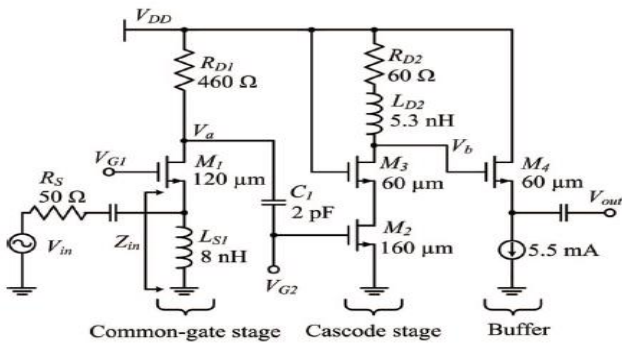 V_DD
R_D1
460 Ω
R_D2
60 Ω
L_D2
5.3 nH
V_a
V_b
V_G1
M_1
120 μm
M_3
60 μm
M_4
60 μm
R_S
50 Ω
C_1
2 pF
M_2
160 μm
V_out
V_in
Z_in
L_S1
8 nH
V_G2
5.5 mA
Common-gate stage Cascode stage Buffer